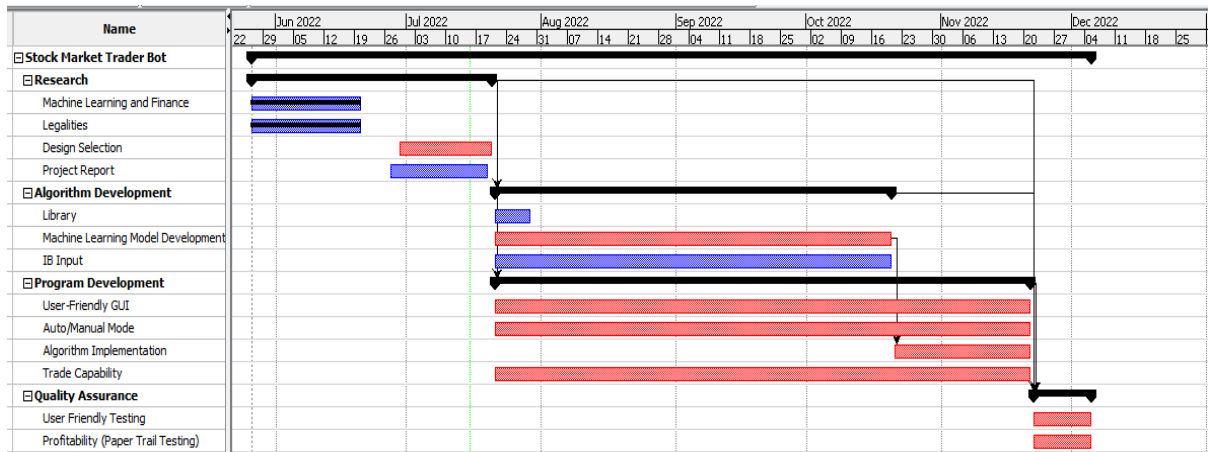 Name
Jun 2022 Jul 2022 Aug 2022 Sep 2022 Oct 2022 Nov 2022 Dec 2022
22 29 05 12 19 26 03 10 17 24 31 07 14 21 28 04 11 18 25 02 09 16 23 30 06 13 20 27 04 11 18 25
Stock Market Trader Bot
Research
Machine Learning and Finance
Legalities
Design Selection
Project Report
Algorithm Development
Library
Machine Learning Model Development
IB Input
Program Development
User-Friendly GUI
Auto/Manual Mode
Algorithm Implementation
Trade Capability
Quality Assurance
User Friendly Testing
Profitability (Paper Trail Testing)